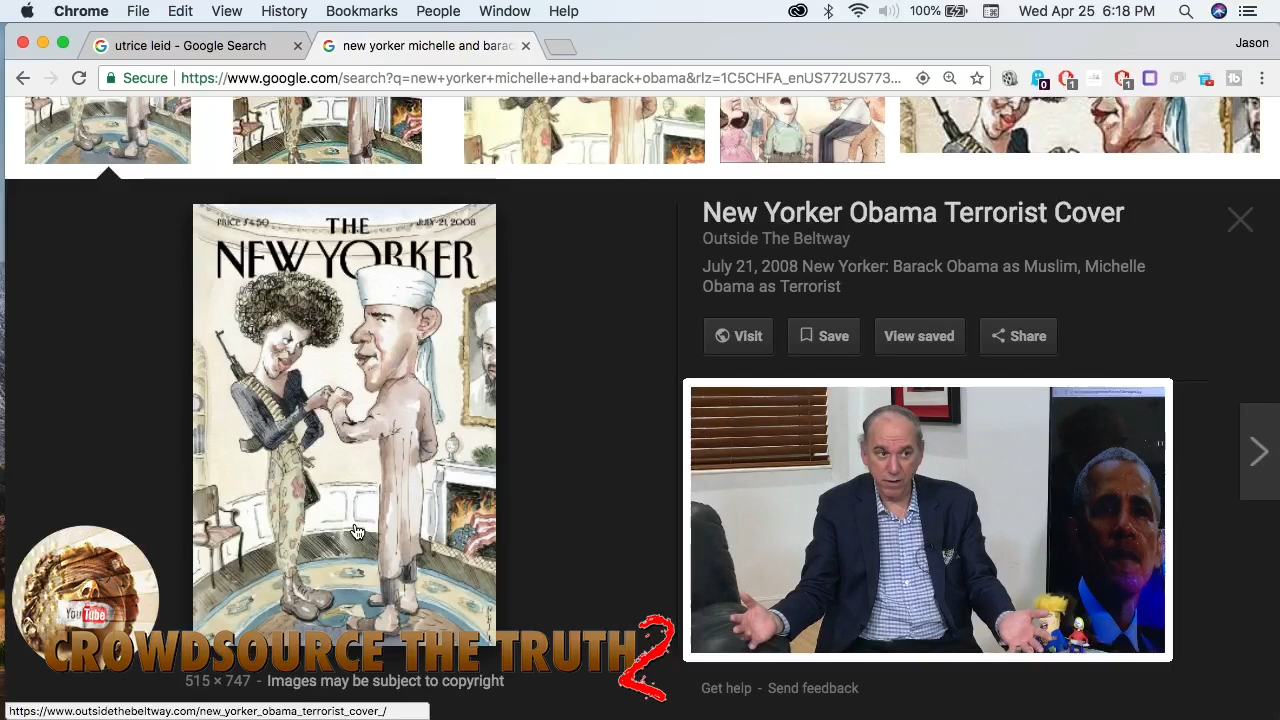 Chrome File Edit View History Bookmarks People Window Help 100% Wed Apr 25 6:18 PM
utrice leid - Google Search
new yorker michelle and barac
Jason
Secure https://www.google.com/search?q=new+yorker+michelle+and+barack+obama&rlz=1C5CHFA_enUS772US773...
0 1 1
PRICE $4.50
THE
JULY 21, 2008
NEW YORKER
New Yorker Obama Terrorist Cover
Outside The Beltway
July 21, 2008 New Yorker: Barack Obama as Muslim, Michelle
Obama as Terrorist
Visit Save View saved Share
YouTube
CROWDSOURCE THE TRUTH 2
515 × 747 - Images may be subject to copyright
Get help - Send feedback
https://www.outsidethebeltway.com/new_yorker_obama_terrorist_cover_/